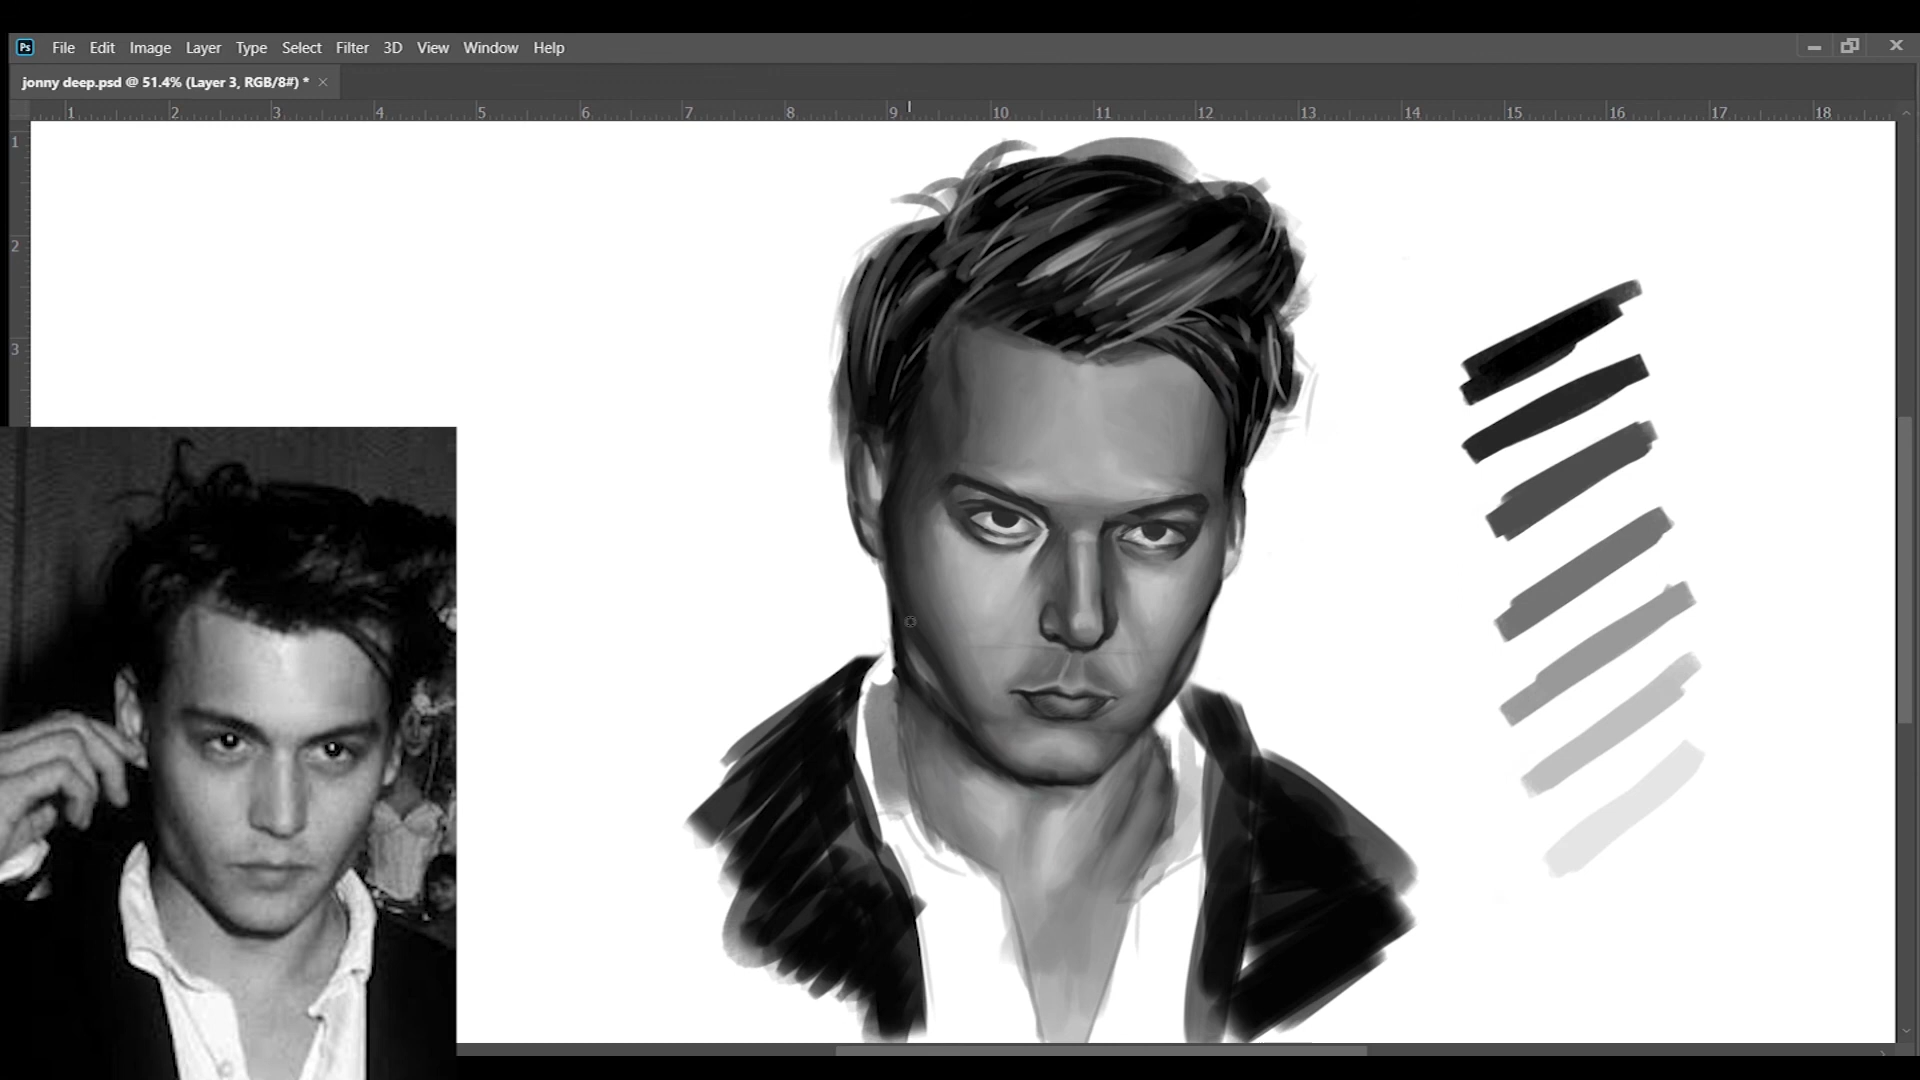 Ps File Edit Image Layer Type Select Filter 3D View Window Help
jonny deep.psd @ 51.4% (Layer 3, RGB/8#) *
1 2 3 4 5 6 7 8 9 10 11 12 13 14 15 16 17 18
1
2
3